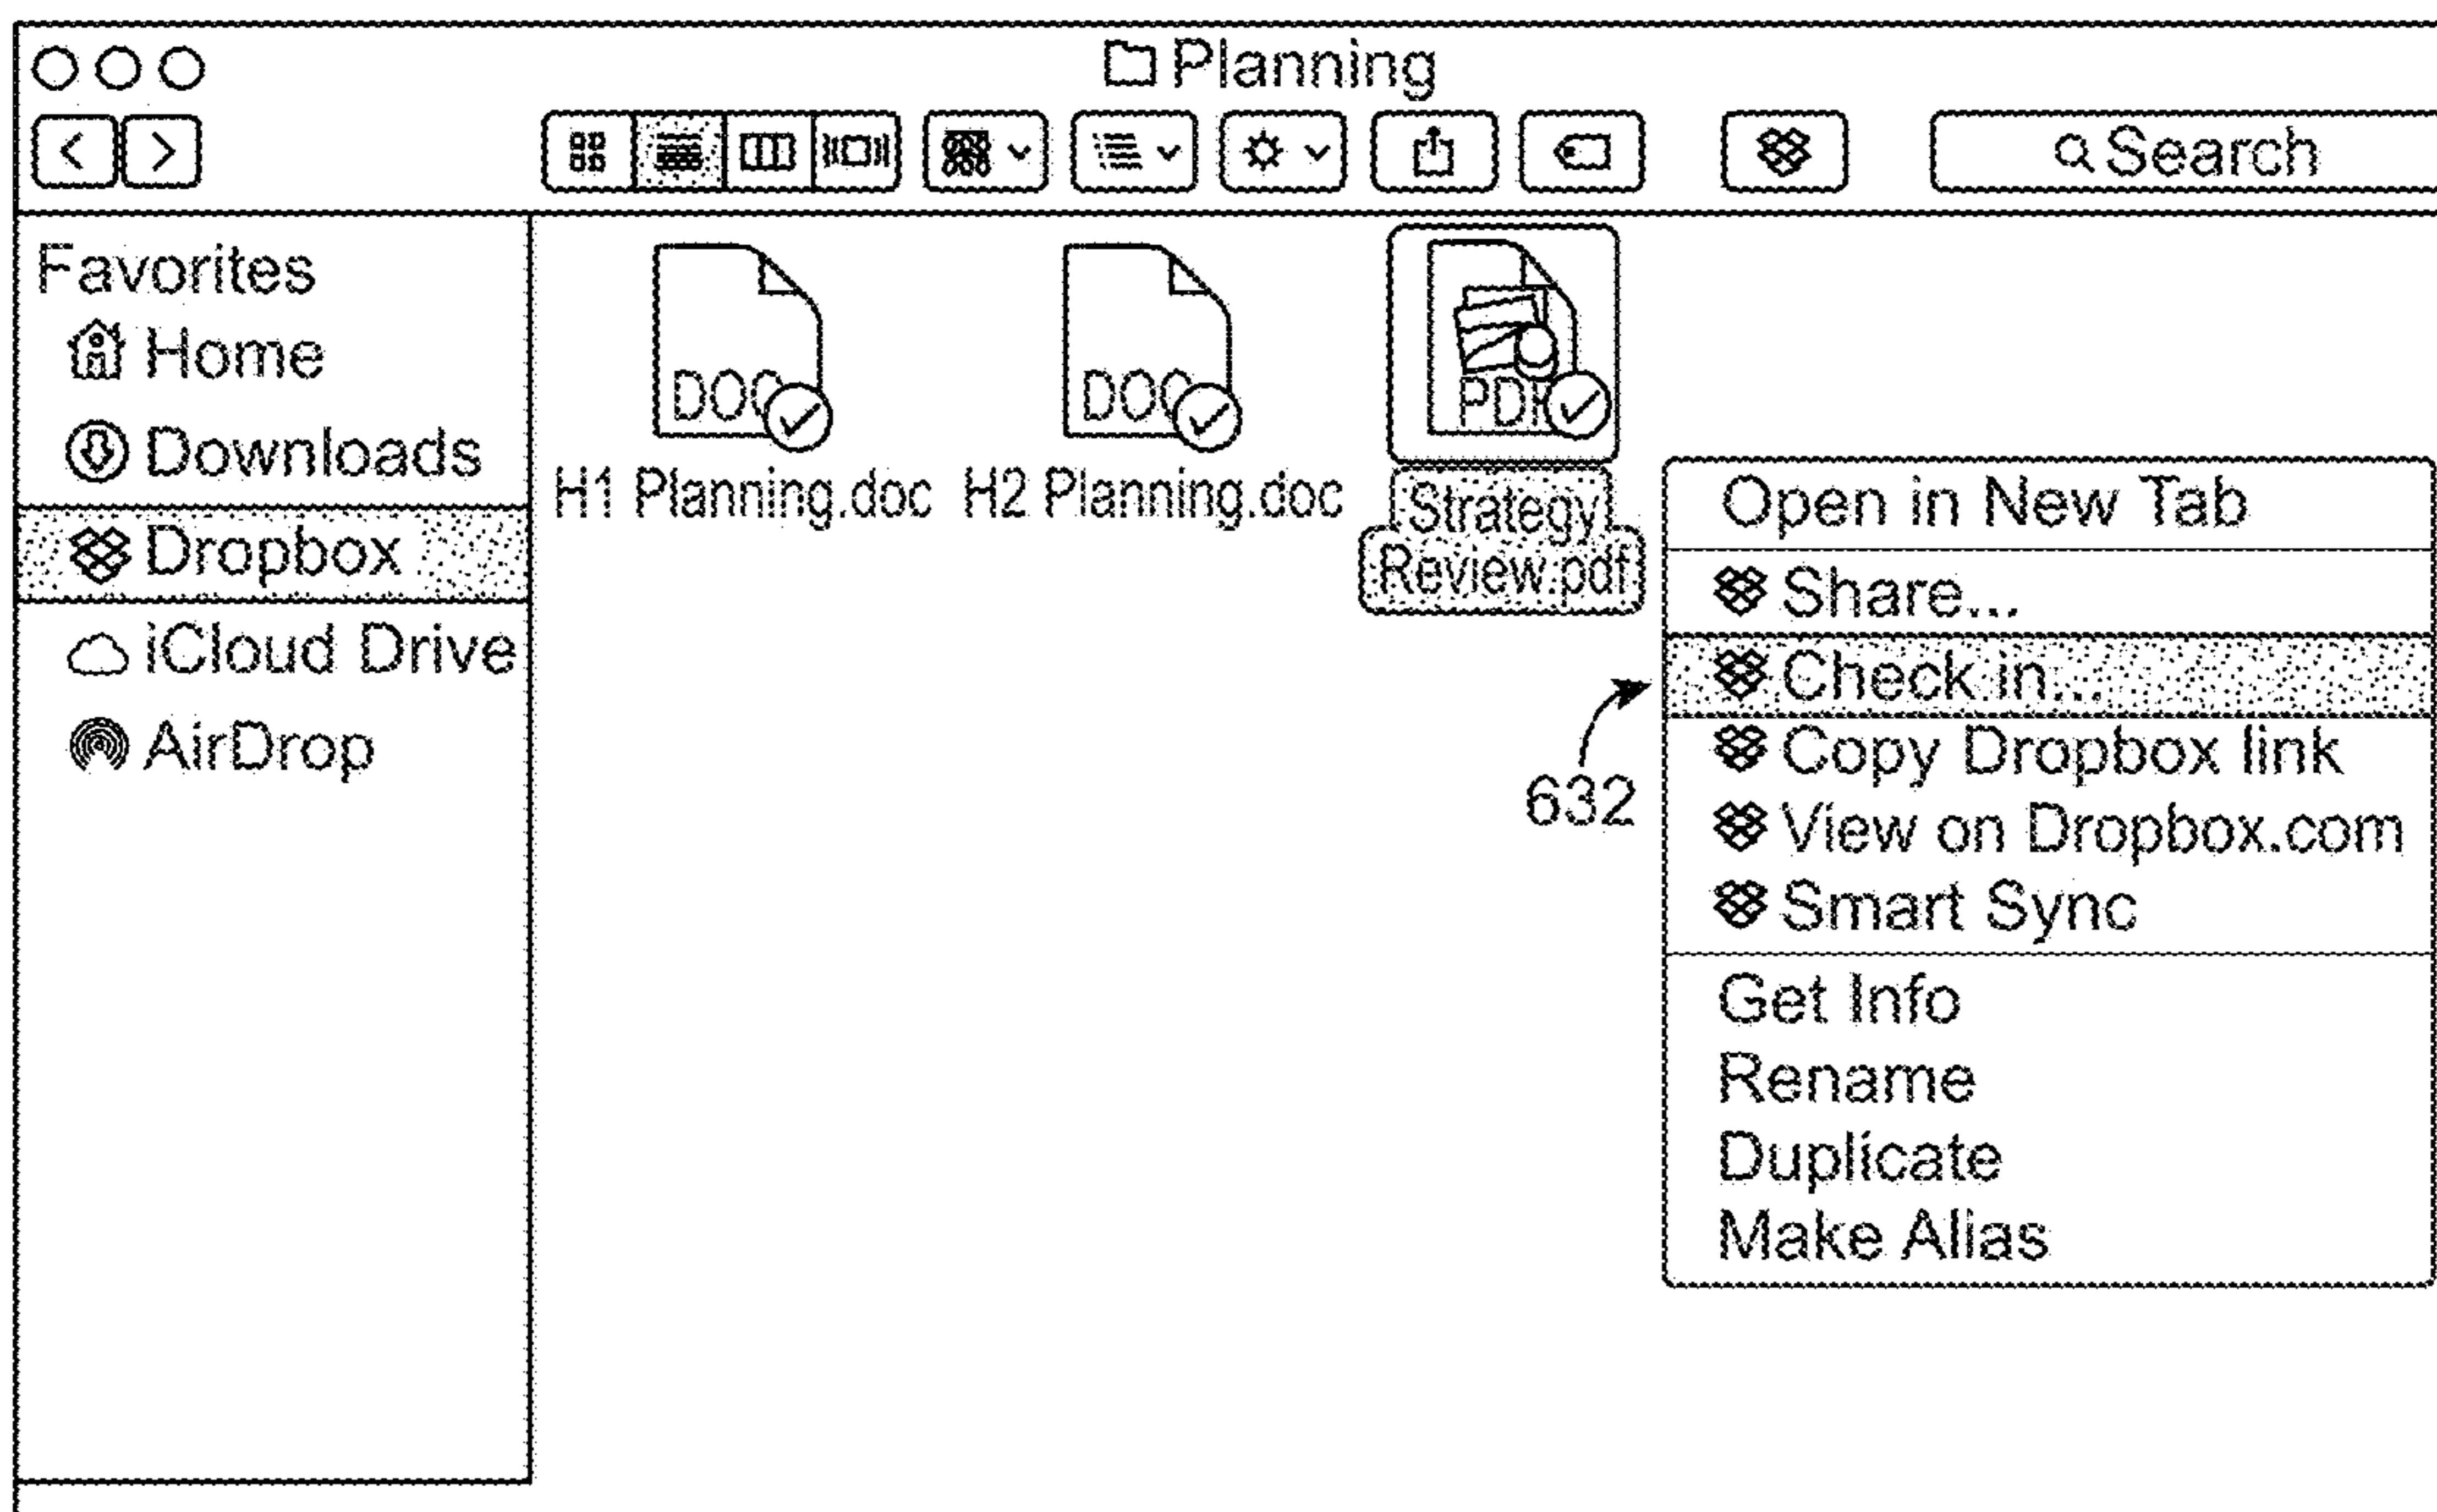 Planning
Search
Favorites
Home
Downloads
Dropbox
iCloud Drive
AirDrop
DOC
DOC
PDF
H1 Planning.doc
H2 Planning.doc
Strategy
Review.pdf
Open in New Tab
Share...
Check in...
Copy Dropbox link
View on Dropbox.com
Smart Sync
Get Info
Rename
Duplicate
Make Alias
632